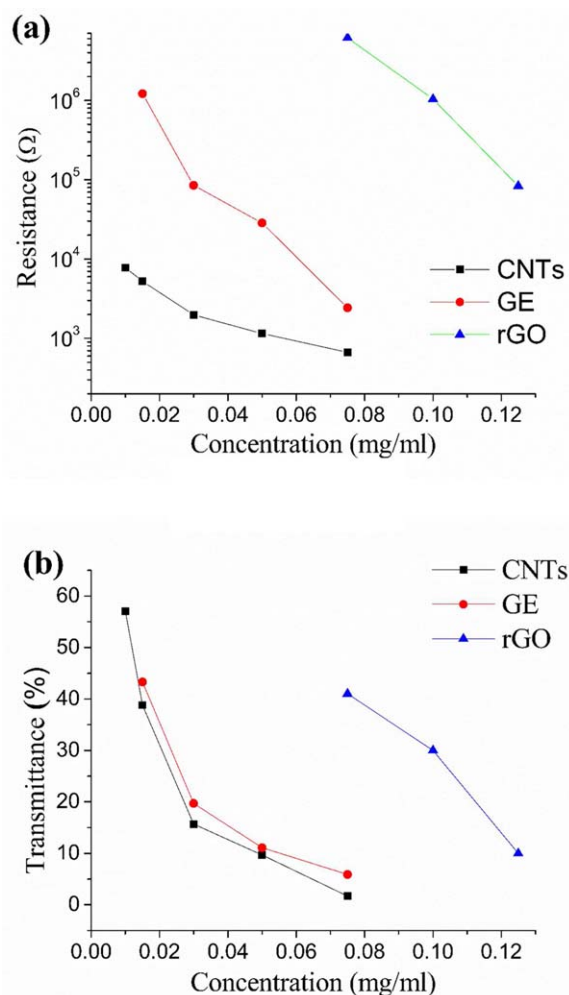 (a)
10^6
10^5
10^4
10^3
Resistance (Ω)
CNTs
GE
rGO
0.00 0.02 0.04 0.06 0.08 0.10 0.12
Concentration (mg/ml)
(b)
60
50
40
30
20
10
0
Transmittance (%)
CNTs
GE
rGO
0.00 0.02 0.04 0.06 0.08 0.10 0.12
Concentration (mg/ml)